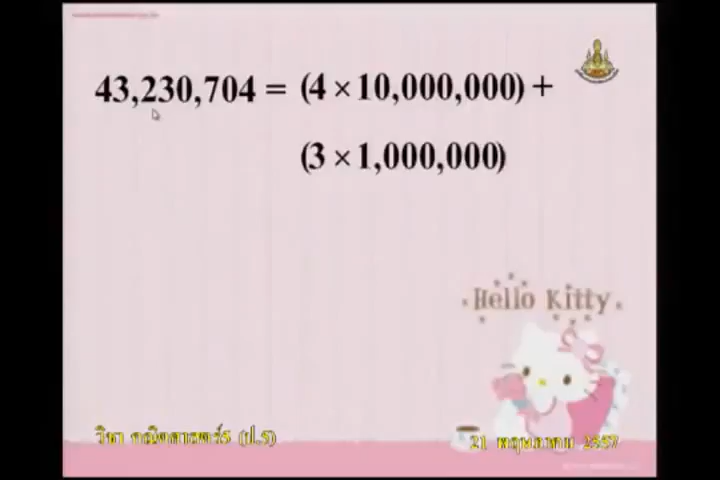 43,230,704 = (4 × 10,000,000) +
(3 × 1,000,000)
Hello Kitty
วิชา คณิตศาสตร์5 (ป.5)
21 พฤษภาคม 2557